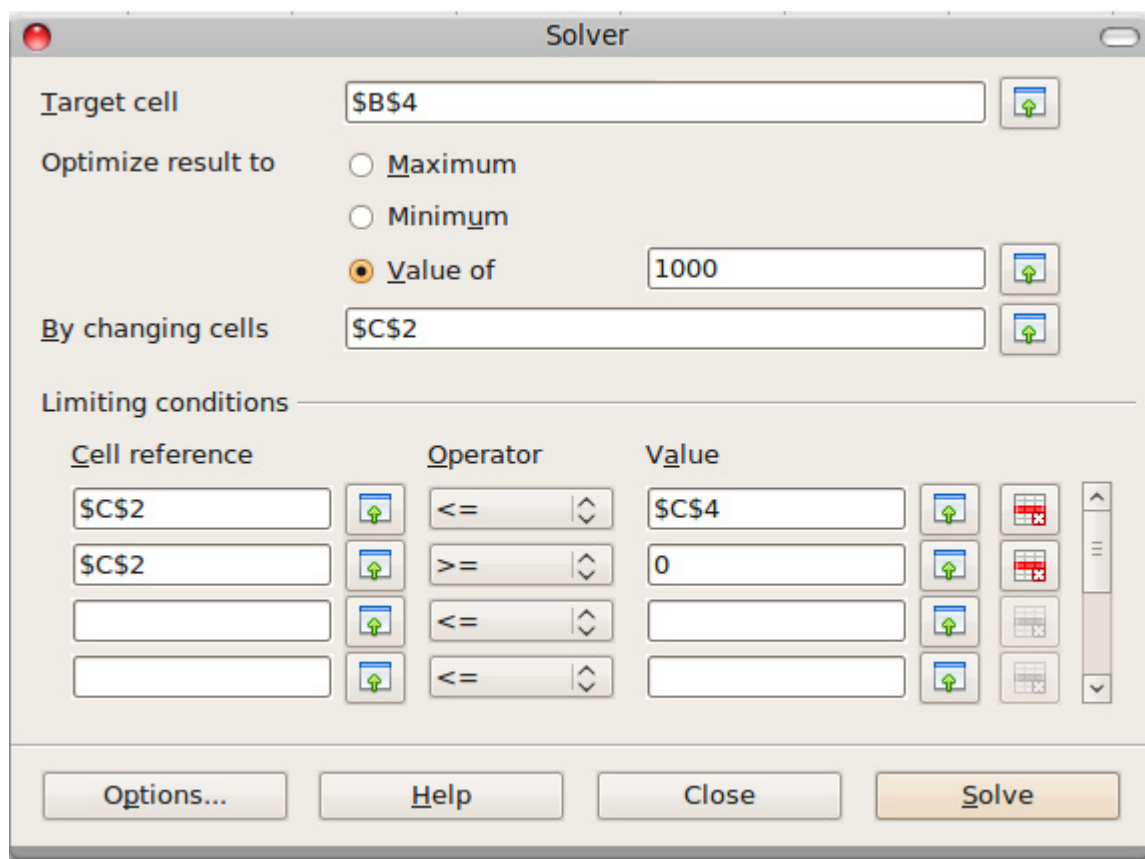 Solver
Target cell $B$4
Optimize result to Maximum
Minimum
Value of 1000
By changing cells $C$2
Limiting conditions
Cell reference Operator Value
$C$2 <= $C$4
$C$2 >= 0
<=
<=
Options... Help Close Solve